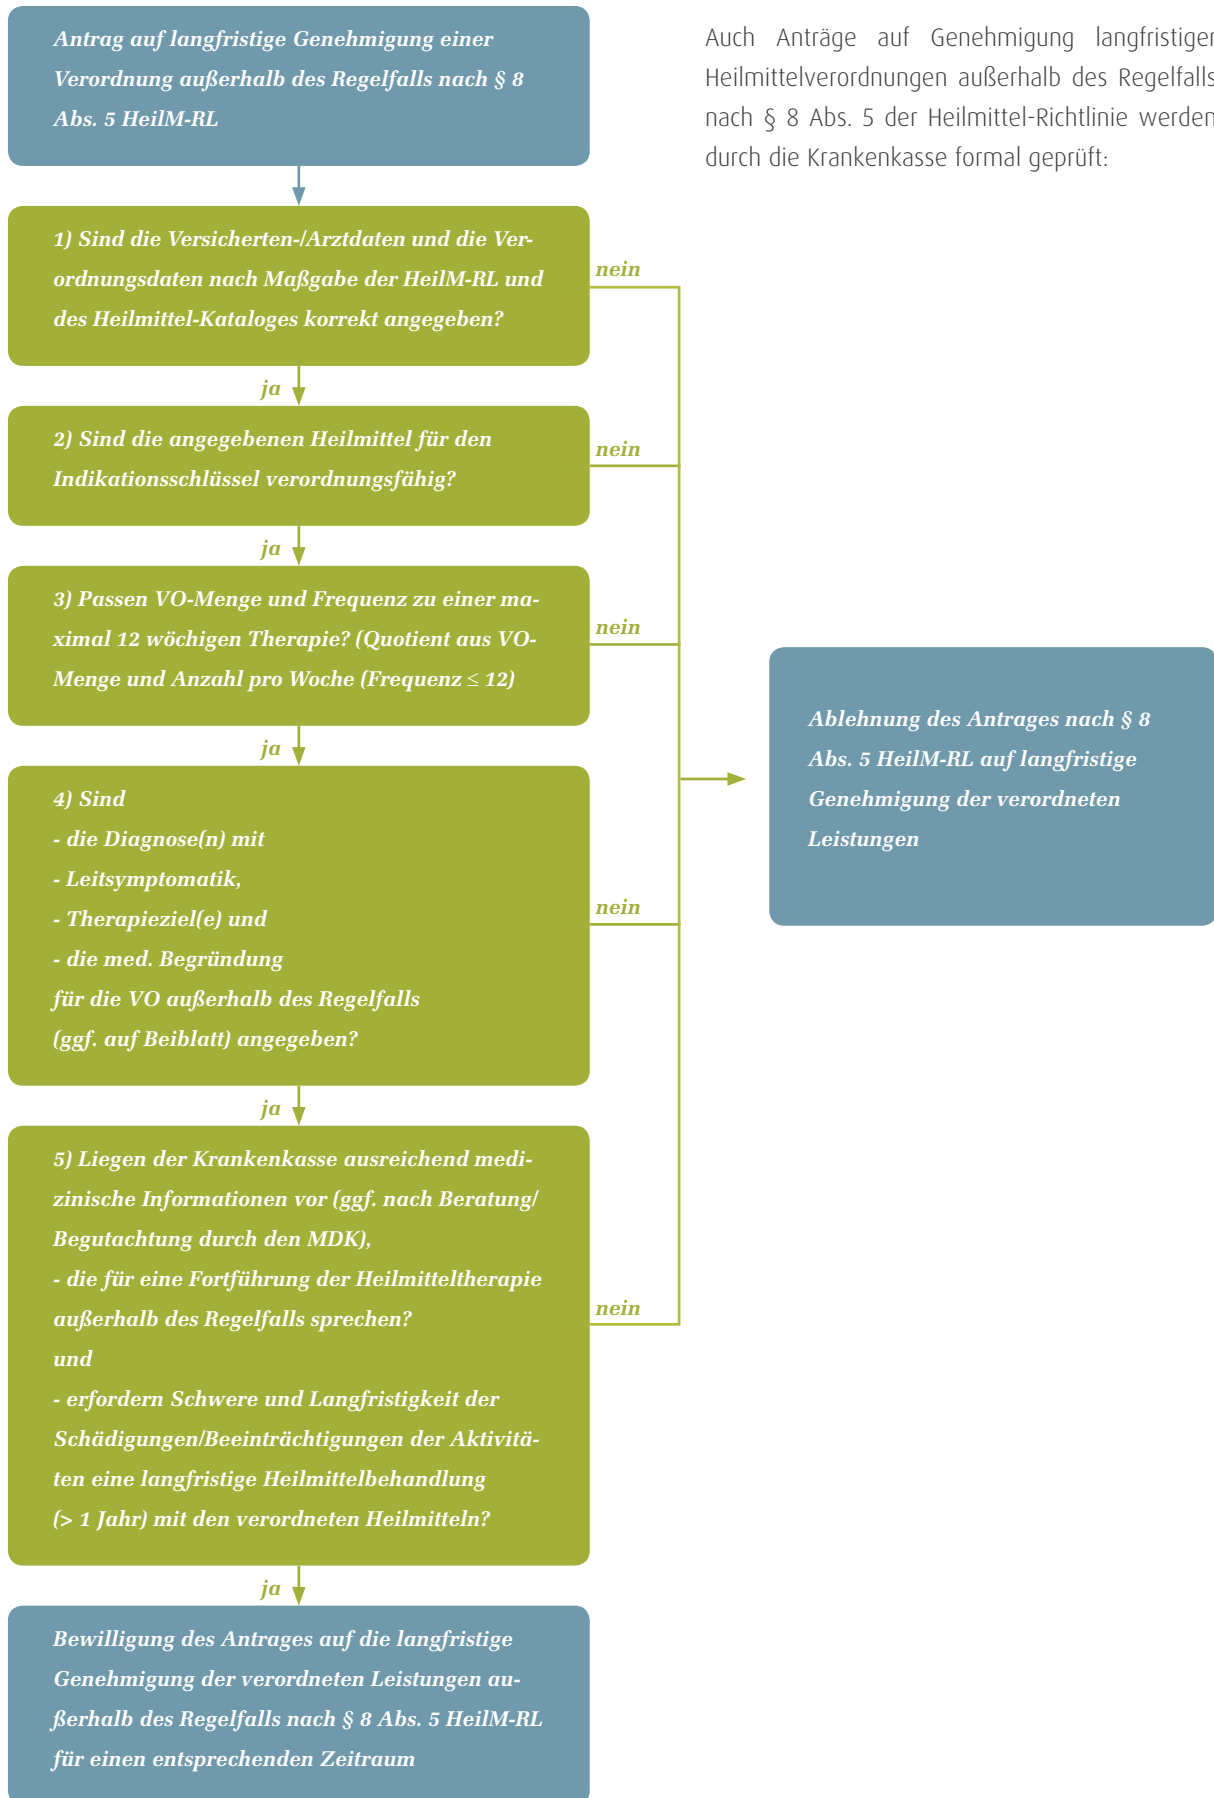 Antrag auf langfristige Genehmigung einer
Verordnung außerhalb des Regelfalls nach § 8
Abs. 5 HeilM-RL
Auch Anträge auf Genehmigung langfristiger
Heilmittelverordnungen außerhalb des Regelfalls
nach § 8 Abs. 5 der Heilmittel-Richtlinie werden
durch die Krankenkasse formal geprüft:
1) Sind die Versicherten-/Arztdaten und die Ver-
ordnungsdaten nach Maßgabe der HeilM-RL und
des Heilmittel-Kataloges korrekt angegeben?
nein
ja
2) Sind die angegebenen Heilmittel für den
Indikationsschlüssel verordnungsfähig?
nein
ja
3) Passen VO-Menge und Frequenz zu einer ma-
ximal 12 wöchigen Therapie? (Quotient aus VO-
Menge und Anzahl pro Woche (Frequenz ≤ 12)
nein
ja
4) Sind
- die Diagnose(n) mit
- Leitsymptomatik,
- Therapieziel(e) und
- die med. Begründung
für die VO außerhalb des Regelfalls
(ggf. auf Beiblatt) angegeben?
nein
ja
5) Liegen der Krankenkasse ausreichend medi-
zinische Informationen vor (ggf. nach Beratung/
Begutachtung durch den MDK),
- die für eine Fortführung der Heilmitteltherapie
außerhalb des Regelfalls sprechen?
und
- erfordern Schwere und Langfristigkeit der
Schädigungen/Beeinträchtigungen der Aktivitä-
ten eine langfristige Heilmittelbehandlung
(> 1 Jahr) mit den verordneten Heilmitteln?
nein
ja
Bewilligung des Antrages auf die langfristige
Genehmigung der verordneten Leistungen au-
ßerhalb des Regelfalls nach § 8 Abs. 5 HeilM-RL
für einen entsprechenden Zeitraum
Ablehnung des Antrages nach § 8
Abs. 5 HeilM-RL auf langfristige
Genehmigung der verordneten
Leistungen